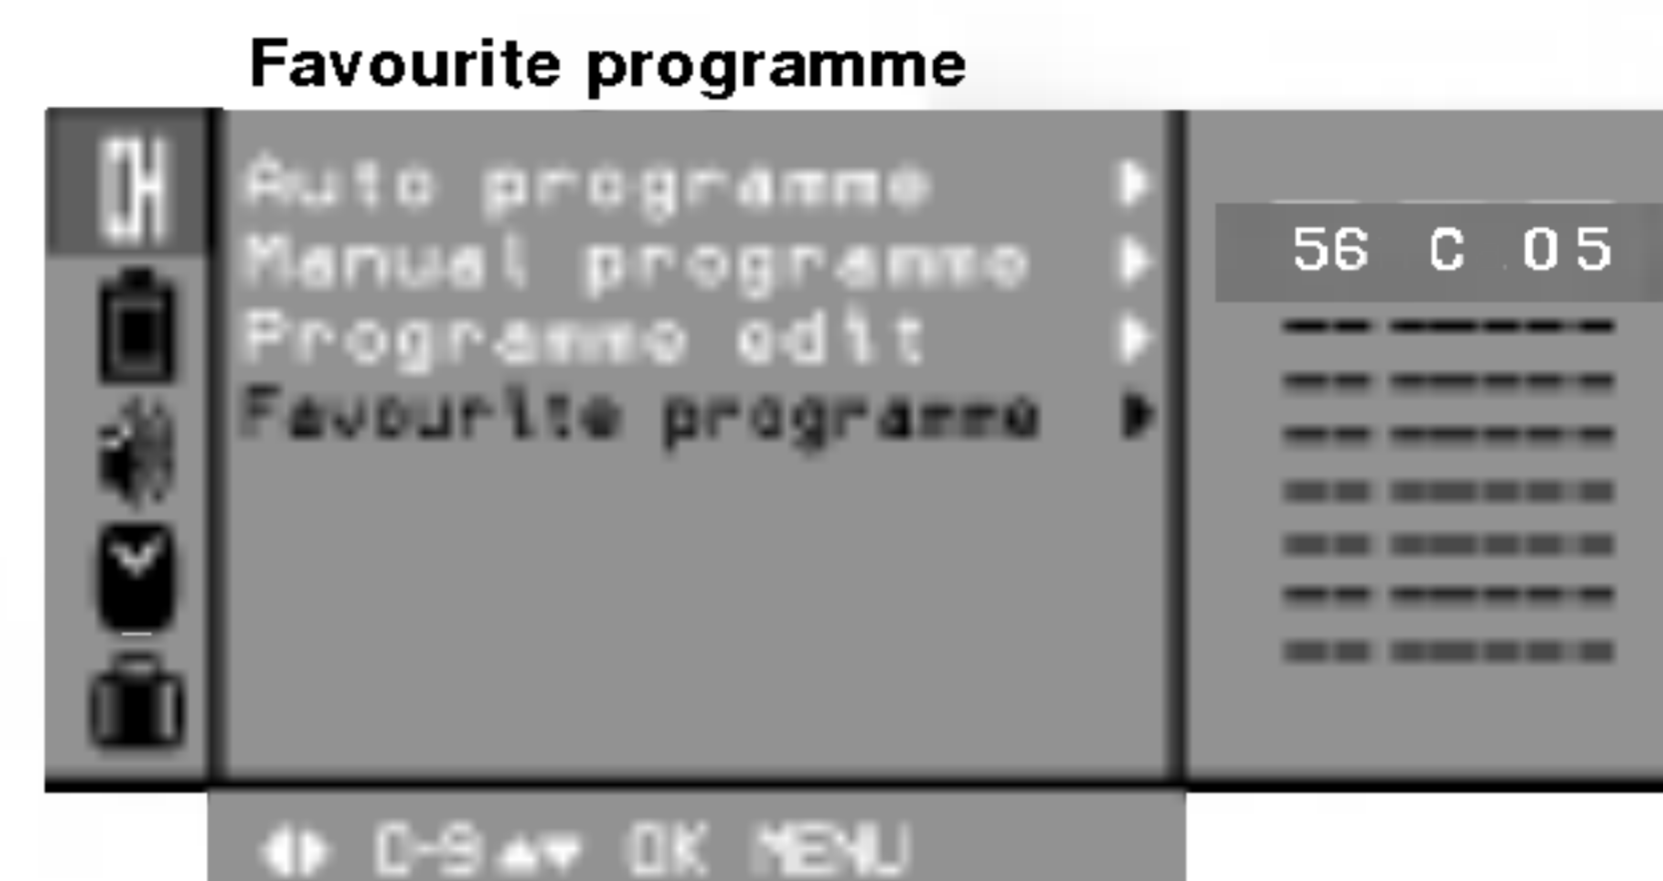 Favourite programme
CH
Auto programme ▶
Manual programme ▶
Programme edit ▶
Favourite programme ▶
56 C 05
-- ------
-- ------
-- ------
-- ------
-- ------
-- ------
-- ------
◀▶ 0-9▲▼ OK MENU